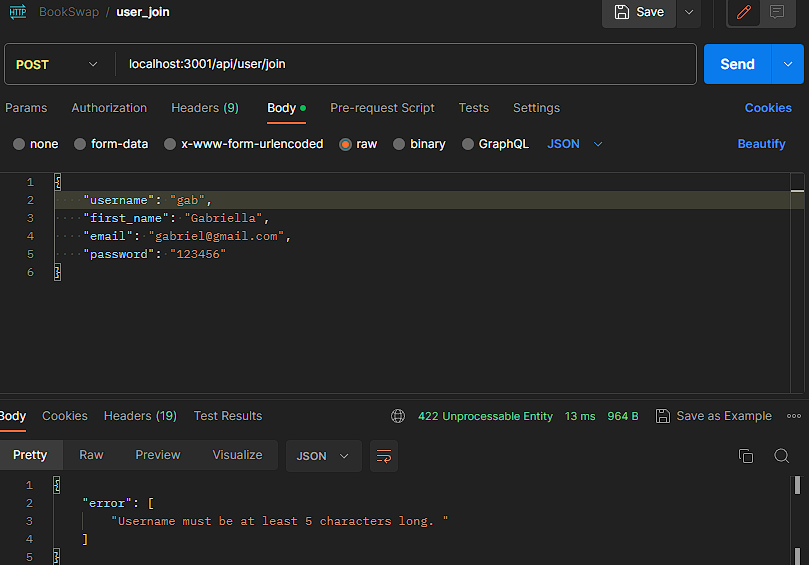 HTTP BookSwap / user_join Save
POST localhost:3001/api/user/join Send
Params Authorization Headers (9) Body Pre-request Script Tests Settings Cookies
none form-data x-www-form-urlencoded raw binary GraphQL JSON Beautify
1 {
2 "username": "gab",
3 "first_name": "Gabriella",
4 "email": "gabriel@gmail.com",
5 "password": "123456"
6 }
Body Cookies Headers (19) Test Results 422 Unprocessable Entity 13 ms 964 B Save as Example
Pretty Raw Preview Visualize JSON
1 {
2 "error": [
3 "Username must be at least 5 characters long. "
4 ]
5 }